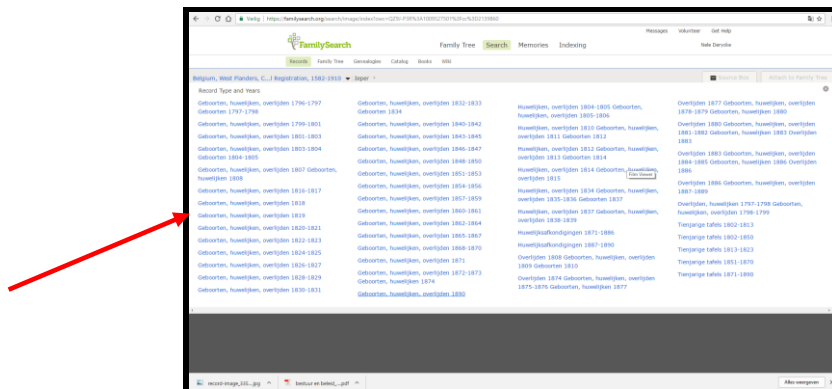 Veilig | https://familysearch.org/search/
Messages Volunteer Get Help
FamilySearch
Family Tree Search Memories Indexing
Nele Derycke
Records Family Tree Genealogies Catalog Books Wiki
Belgium, West Flanders, C...l Registration, 1582-1910 Ieper
Source Box Attach to Family Tree
Record Type and Years
Geboorten, huwelijken, overlijden 1796-1797
Geboorten 1797-1798
Geboorten, huwelijken, overlijden 1799-1801
Geboorten, huwelijken, overlijden 1801-1803
Geboorten, huwelijken, overlijden 1803-1804
Geboorten 1804-1805
Geboorten, huwelijken, overlijden 1807 Geboorten,
huwelijken 1808
Geboorten, huwelijken, overlijden 1816-1817
Geboorten, huwelijken, overlijden 1818
Geboorten, huwelijken, overlijden 1819
Geboorten, huwelijken, overlijden 1820-1821
Geboorten, huwelijken, overlijden 1822-1823
Geboorten, huwelijken, overlijden 1824-1825
Geboorten, huwelijken, overlijden 1826-1827
Geboorten, huwelijken, overlijden 1828-1829
Geboorten, huwelijken, overlijden 1830-1831
Geboorten, huwelijken, overlijden 1832-1833
Geboorten 1834
Geboorten, huwelijken, overlijden 1840-1842
Geboorten, huwelijken, overlijden 1843-1845
Geboorten, huwelijken, overlijden 1846-1847
Geboorten, huwelijken, overlijden 1848-1850
Geboorten, huwelijken, overlijden 1851-1853
Geboorten, huwelijken, overlijden 1854-1856
Geboorten, huwelijken, overlijden 1857-1859
Geboorten, huwelijken, overlijden 1860-1861
Geboorten, huwelijken, overlijden 1862-1864
Geboorten, huwelijken, overlijden 1865-1867
Geboorten, huwelijken, overlijden 1868-1870
Geboorten, huwelijken, overlijden 1871
Geboorten, huwelijken, overlijden 1872-1873
Geboorten, huwelijken 1874
Geboorten, huwelijken, overlijden 1890
Huwelijken, overlijden 1804-1805 Geboorten,
huwelijken, overlijden 1805-1806
Huwelijken, overlijden 1810 Geboorten, huwelijken,
overlijden 1811 Geboorten 1812
Huwelijken, overlijden 1812 Geboorten, huwelijken,
overlijden 1813 Geboorten 1814
Huwelijken, overlijden 1814 Geboorten, huwelijken,
overlijden 1815
Film Viewer
Huwelijken, overlijden 1834 Geboorten, huwelijken,
overlijden 1835-1836 Geboorten 1837
Huwelijken, overlijden 1837 Geboorten, huwelijken,
overlijden 1838-1839
Huwelijksafkondigingen 1871-1886
Huwelijksafkondigingen 1887-1890
Overlijden 1808 Geboorten, huwelijken, overlijden
1809 Geboorten 1810
Overlijden 1874 Geboorten, huwelijken, overlijden
1875-1876 Geboorten, huwelijken 1877
Overlijden 1877 Geboorten, huwelijken, overlijden
1878-1879 Geboorten, huwelijken 1880
Overlijden 1880 Geboorten, huwelijken, overlijden
1881-1882 Geboorten, huwelijken 1883 Overlijden
1883
Overlijden 1883 Geboorten, huwelijken, overlijden
1884-1885 Geboorten, huwelijken 1886 Overlijden
1886
Overlijden 1886 Geboorten, huwelijken, overlijden
1887-1889
Overlijden, huwelijken 1797-1798 Geboorten,
huwelijken, overlijden 1798-1799
Tienjarige tafels 1802-1813
Tienjarige tafels 1802-1850
Tienjarige tafels 1813-1823
Tienjarige tafels 1851-1870
Tienjarige tafels 1871-1890
bestuur en beleid_...pdf
Alles weergeven